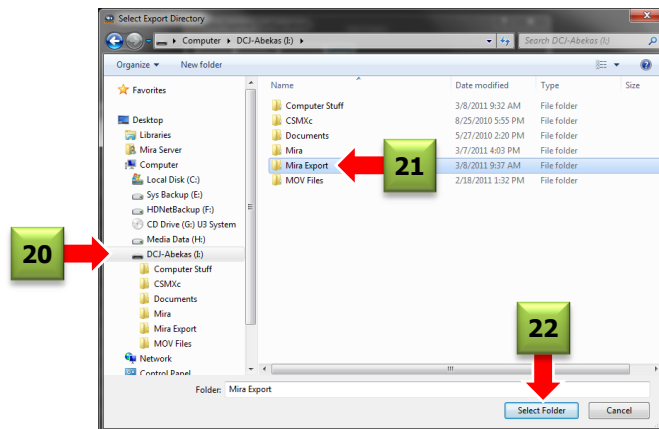 Select Export Directory
Computer ▸ DCJ-Abekas (I:) ▸
Search DCJ-Abekas (I:)
Organize ▾ New folder
Name Date modified Type Size
Favorites
Desktop
Libraries
Mira Server
Computer
Local Disk (C:)
Sys Backup (E:)
HDNetBackup (F:)
CD Drive (G:) U3 System
Media Data (H:)
DCJ-Abekas (I:)
Computer Stuff
CSMXc
Documents
Mira
Mira Export
MOV Files
Network
Control Panel
Computer Stuff 3/8/2011 9:32 AM File folder
CSMXc 8/25/2010 5:55 PM File folder
Documents 5/27/2010 2:20 PM File folder
Mira 3/7/2011 4:03 PM File folder
Mira Export 3/8/2011 9:37 AM File folder
MOV Files 2/18/2011 1:32 PM File folder
21
20
22
Folder: Mira Export
Select Folder Cancel